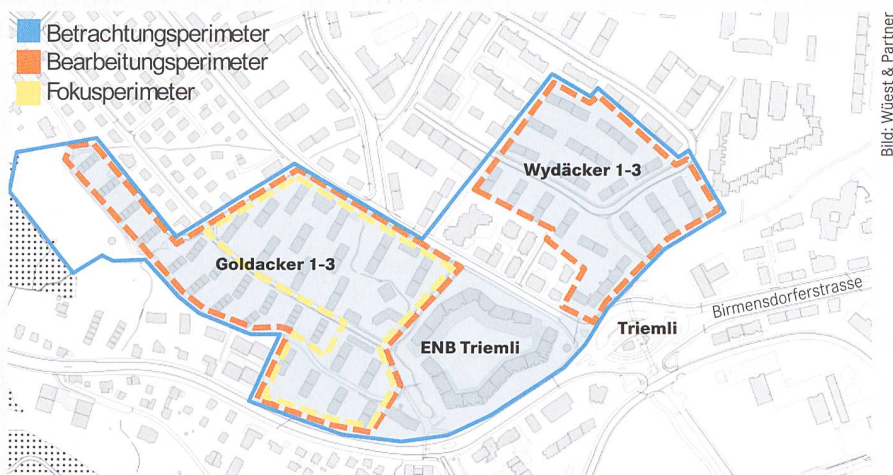 Betrachtungsperimeter
Bearbeitungsperimeter
Fokusperimeter
Bild: Wüest & Partner
Wydäcker 1-3
Goldacker 1-3
Birmensdorferstrasse
Triemli
ENB Triemli